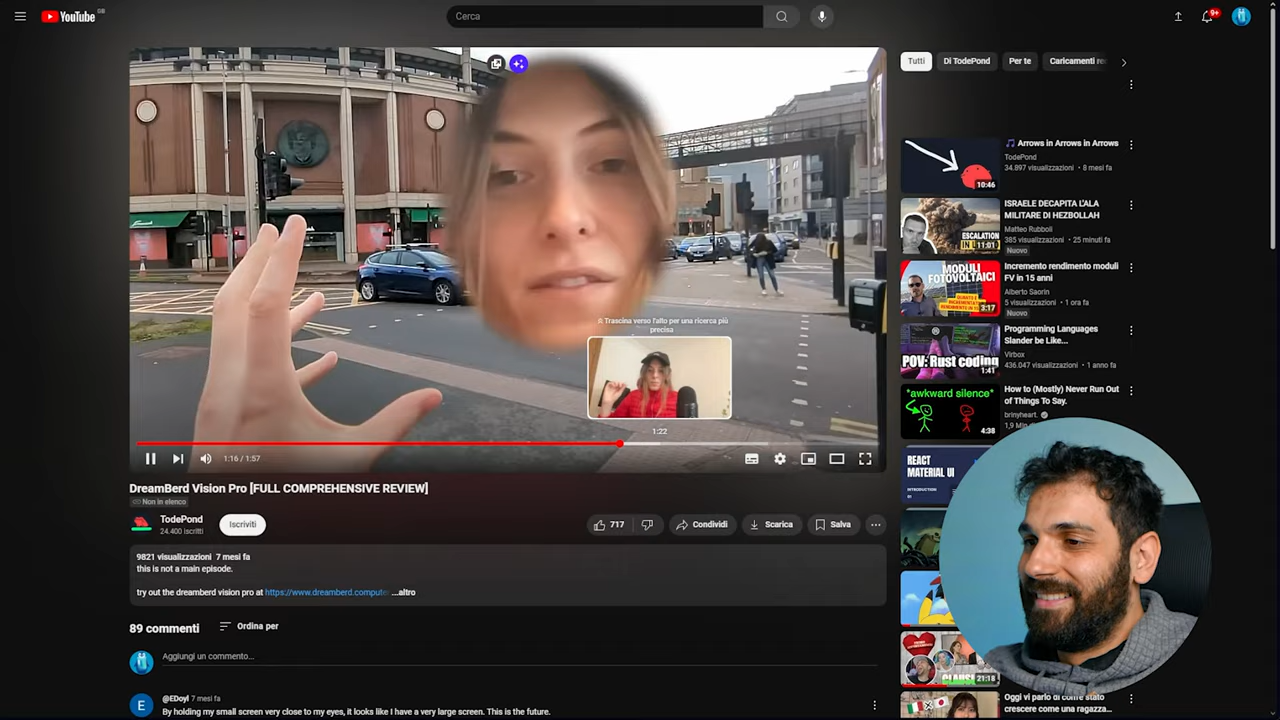 YouTube GB
Cerca
9+
Tutti
Di TodePond
Per te
Caricamenti re
Trascina verso l'alto per una ricerca più
precisa
1:22
1:16 / 1:57
DreamBerd Vision Pro [FULL COMPREHENSIVE REVIEW]
Non in elenco
TodePond
24.400 iscritti
Iscriviti
717
Condividi
Scarica
Salva
9821 visualizzazioni 7 mesi fa
this is not a main episode.
try out the dreamberd vision pro at https://www.dreamberd.compute ...altro
89 commenti
Ordina per
Aggiungi un commento...
E
@EDoyl 7 mesi fa
By holding my small screen very close to my eyes, it looks like I have a very large screen. This is the future.
10:46
Arrows in Arrows in Arrows
TodePond
34.897 visualizzazioni • 8 mesi fa
ESCALATION
11:01
ISRAELE DECAPITA L'ALA
MILITARE DI HEZBOLLAH
Matteo Rubboli
385 visualizzazioni • 25 minuti fa
Nuovo
MODULI
FOTOVOLTAICI
3:17
Incremento rendimento moduli
FV in 15 anni
Alberto Saorin
5 visualizzazioni • 1 ora fa
Nuovo
POV: Rust coding
1:41
Programming Languages
Slander be Like...
Virbox
436.047 visualizzazioni • 1 anno fa
*awkward silence*
4:38
How to (Mostly) Never Run Out
of Things To Say.
brinyheart.
REACT
MATERIAL UI
INTRODUCTION
21:18
Oggi vi parlo di com'è stato
crescere come una ragazza...